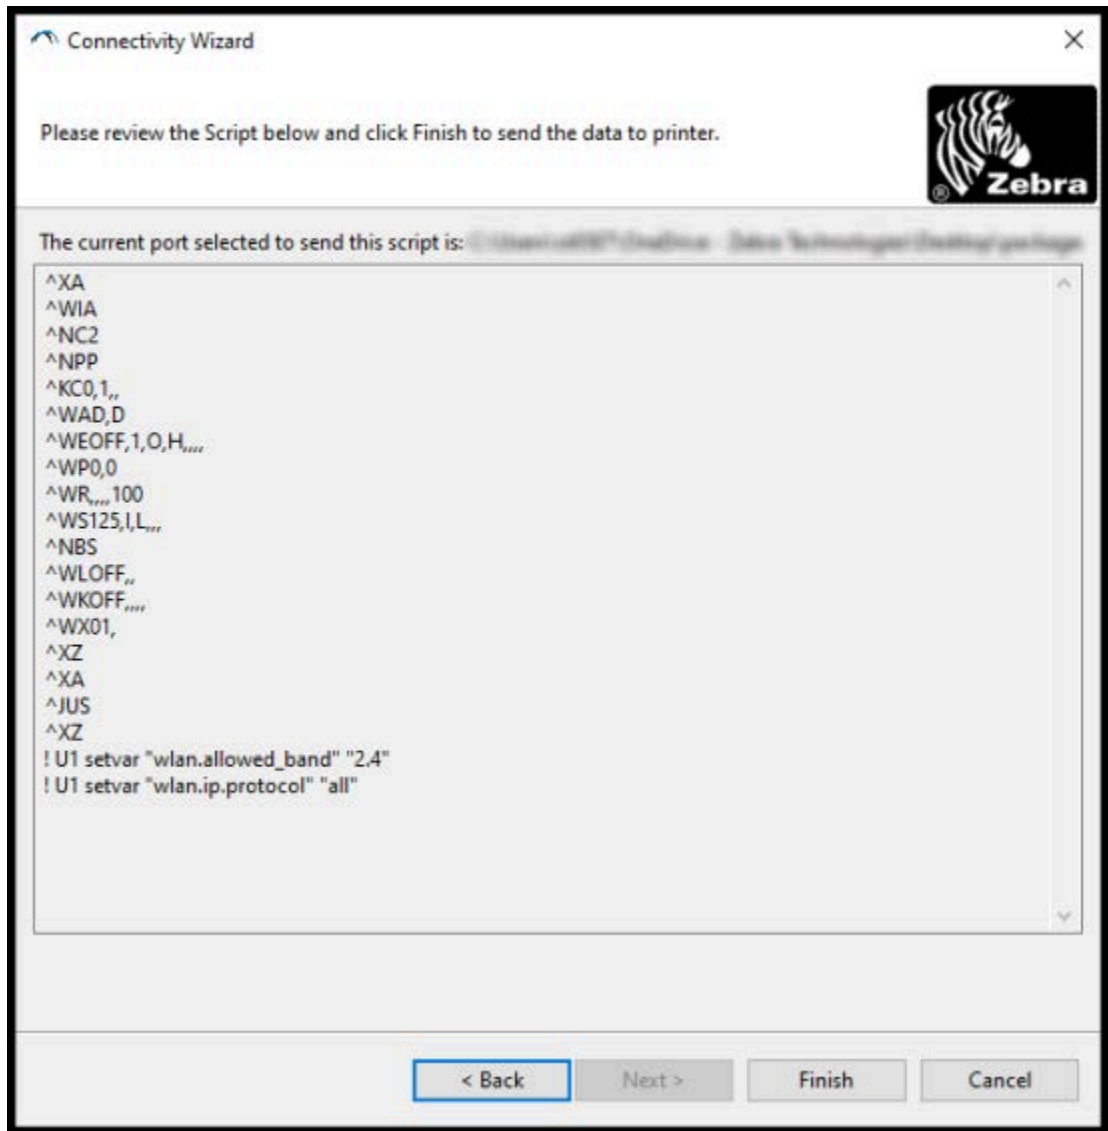 Connectivity Wizard
Please review the Script below and click Finish to send the data to printer.
® Zebra
The current port selected to send this script is:
^XA
^WIA
^NC2
^NPP
^KC0,1,,
^WAD,D
^WEOFF,1,O,H,,,,
^WP0,0
^WR,,,,100
^WS125,I,L,,,
^NBS
^WLOFF,,
^WKOFF,,,,
^WX01,
^XZ
^XA
^JUS
^XZ
! U1 setvar "wlan.allowed_band" "2.4"
! U1 setvar "wlan.ip.protocol" "all"
< Back Next > Finish Cancel